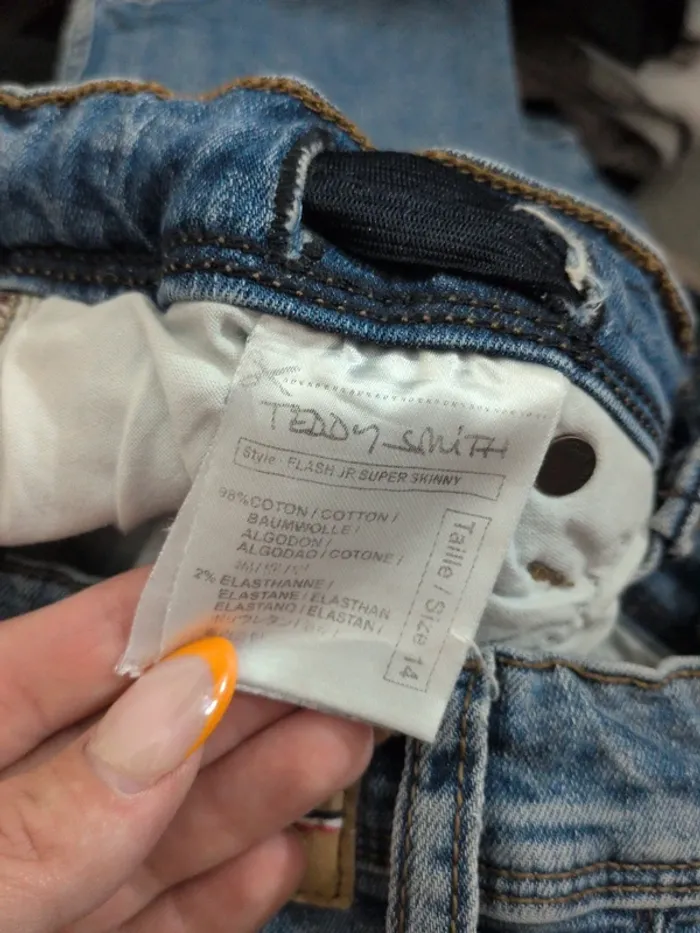 TEDDY SMITH
Style - FLASH JR SUPER SKINNY
98% COTON / COTTON /
BAUMWOLLE /
ALGODON /
ALGODAO / COTONE /
2% ELASTHANNE /
ELASTANE / ELASTHAN
ELASTANO / ELASTAN /
Taille / Size 14